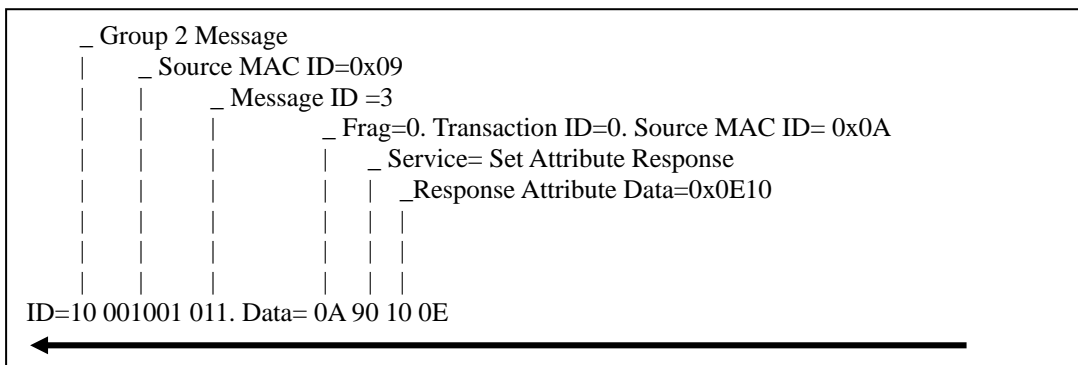 _ Group 2 Message
| _ Source MAC ID=0x09
| | _ Message ID =3
| | | _ Frag=0. Transaction ID=0. Source MAC ID= 0x0A
| | | | _ Service= Set Attribute Response
| | | | | _Response Attribute Data=0x0E10
| | | | | |
| | | | | |
| | | | | |
ID=10 001001 011. Data= 0A 90 10 0E